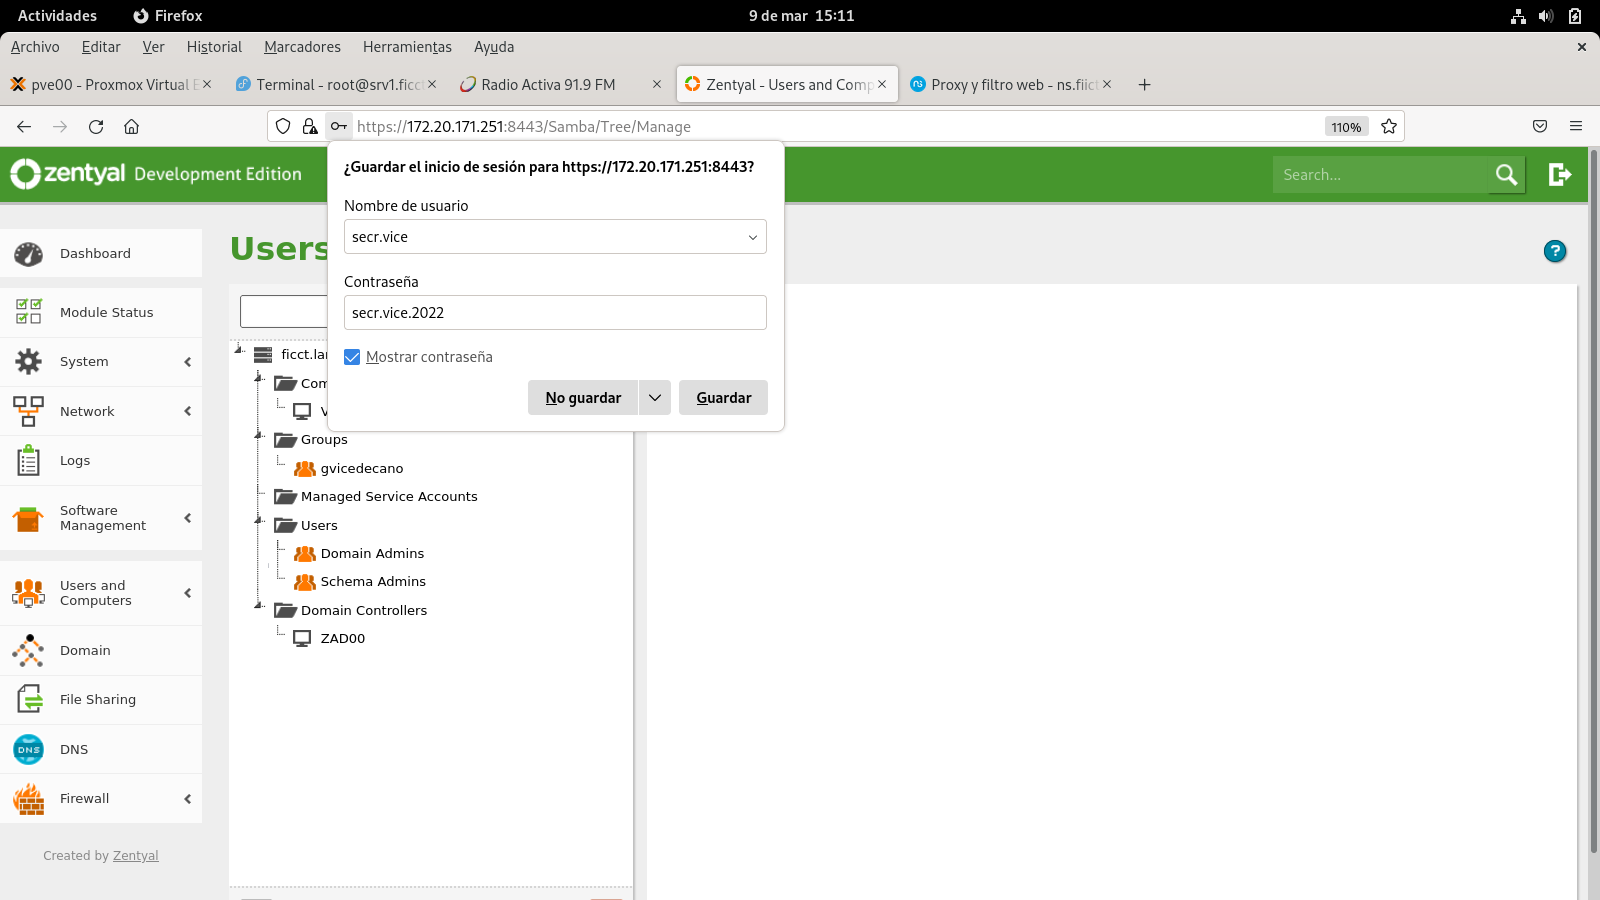 Actividades
Firefox
9 de mar 15:11
Archivo Editar Ver Historial Marcadores Herramientas Ayuda
pve00 - Proxmox Virtual E
Terminal - root@srv1.ficct
Radio Activa 91.9 FM
Zentyal - Users and Comp
Proxy y filtro web - ns.fiict
https://172.20.171.251:8443/Samba/Tree/Manage
110%
zentyal Development Edition
Search...
¿Guardar el inicio de sesión para https://172.20.171.251:8443?
Nombre de usuario
secr.vice
Contraseña
secr.vice.2022
Mostrar contraseña
No guardar
Guardar
Dashboard
Module Status
System
Network
Logs
Software
Management
Users and
Computers
Domain
File Sharing
DNS
DNS
Firewall
Created by Zentyal
Users
?
ficct.lan
Com
V
Groups
gvicedecano
Managed Service Accounts
Users
Domain Admins
Schema Admins
Domain Controllers
ZAD00